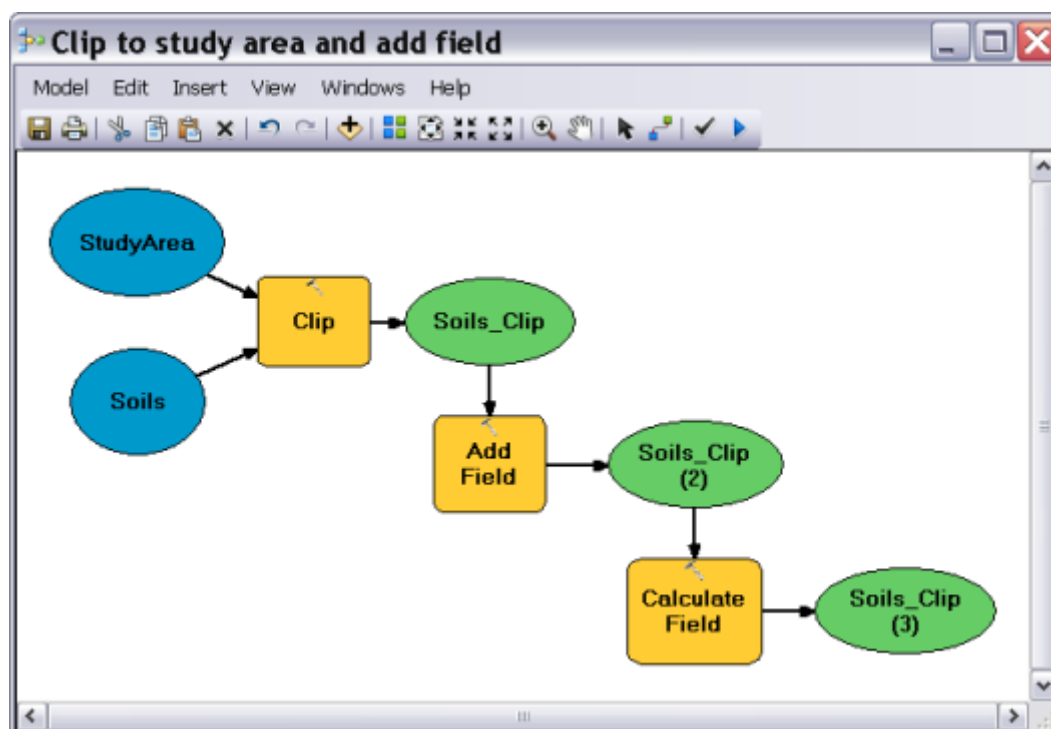 Clip to study area and add field
Model Edit Insert View Windows Help
StudyArea
Clip
Soils_Clip
Soils
Add
Field
Soils_Clip
(2)
Calculate
Field
Soils_Clip
(3)